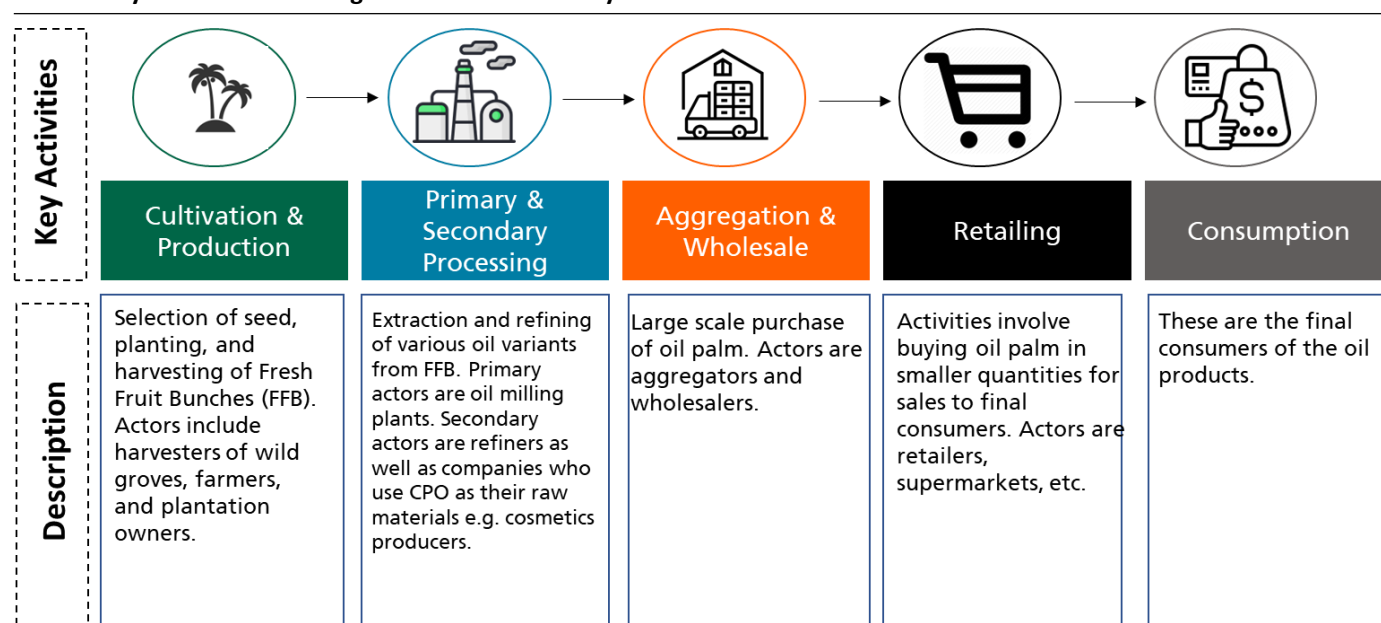 Key Activities
Cultivation &
Production
Primary &
Secondary
Processing
Aggregation &
Wholesale
Retailing
Consumption
Description
Selection of seed,
planting, and
harvesting of Fresh
Fruit Bunches (FFB).
Actors include
harvesters of wild
groves, farmers,
and plantation
owners.
Extraction and refining
of various oil variants
from FFB. Primary
actors are oil milling
plants. Secondary
actors are refiners as
well as companies who
use CPO as their raw
materials e.g. cosmetics
producers.
Large scale purchase
of oil palm. Actors are
aggregators and
wholesalers.
Activities involve
buying oil palm in
smaller quantities for
sales to final
consumers. Actors are
retailers,
supermarkets, etc.
These are the final
consumers of the oil
products.